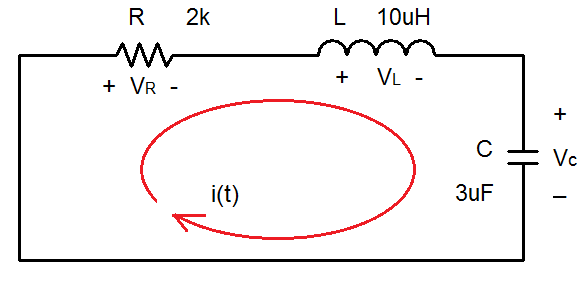 R 2k L 10uH
+ VR - + VL -
+
C Vc
i(t) 3uF –